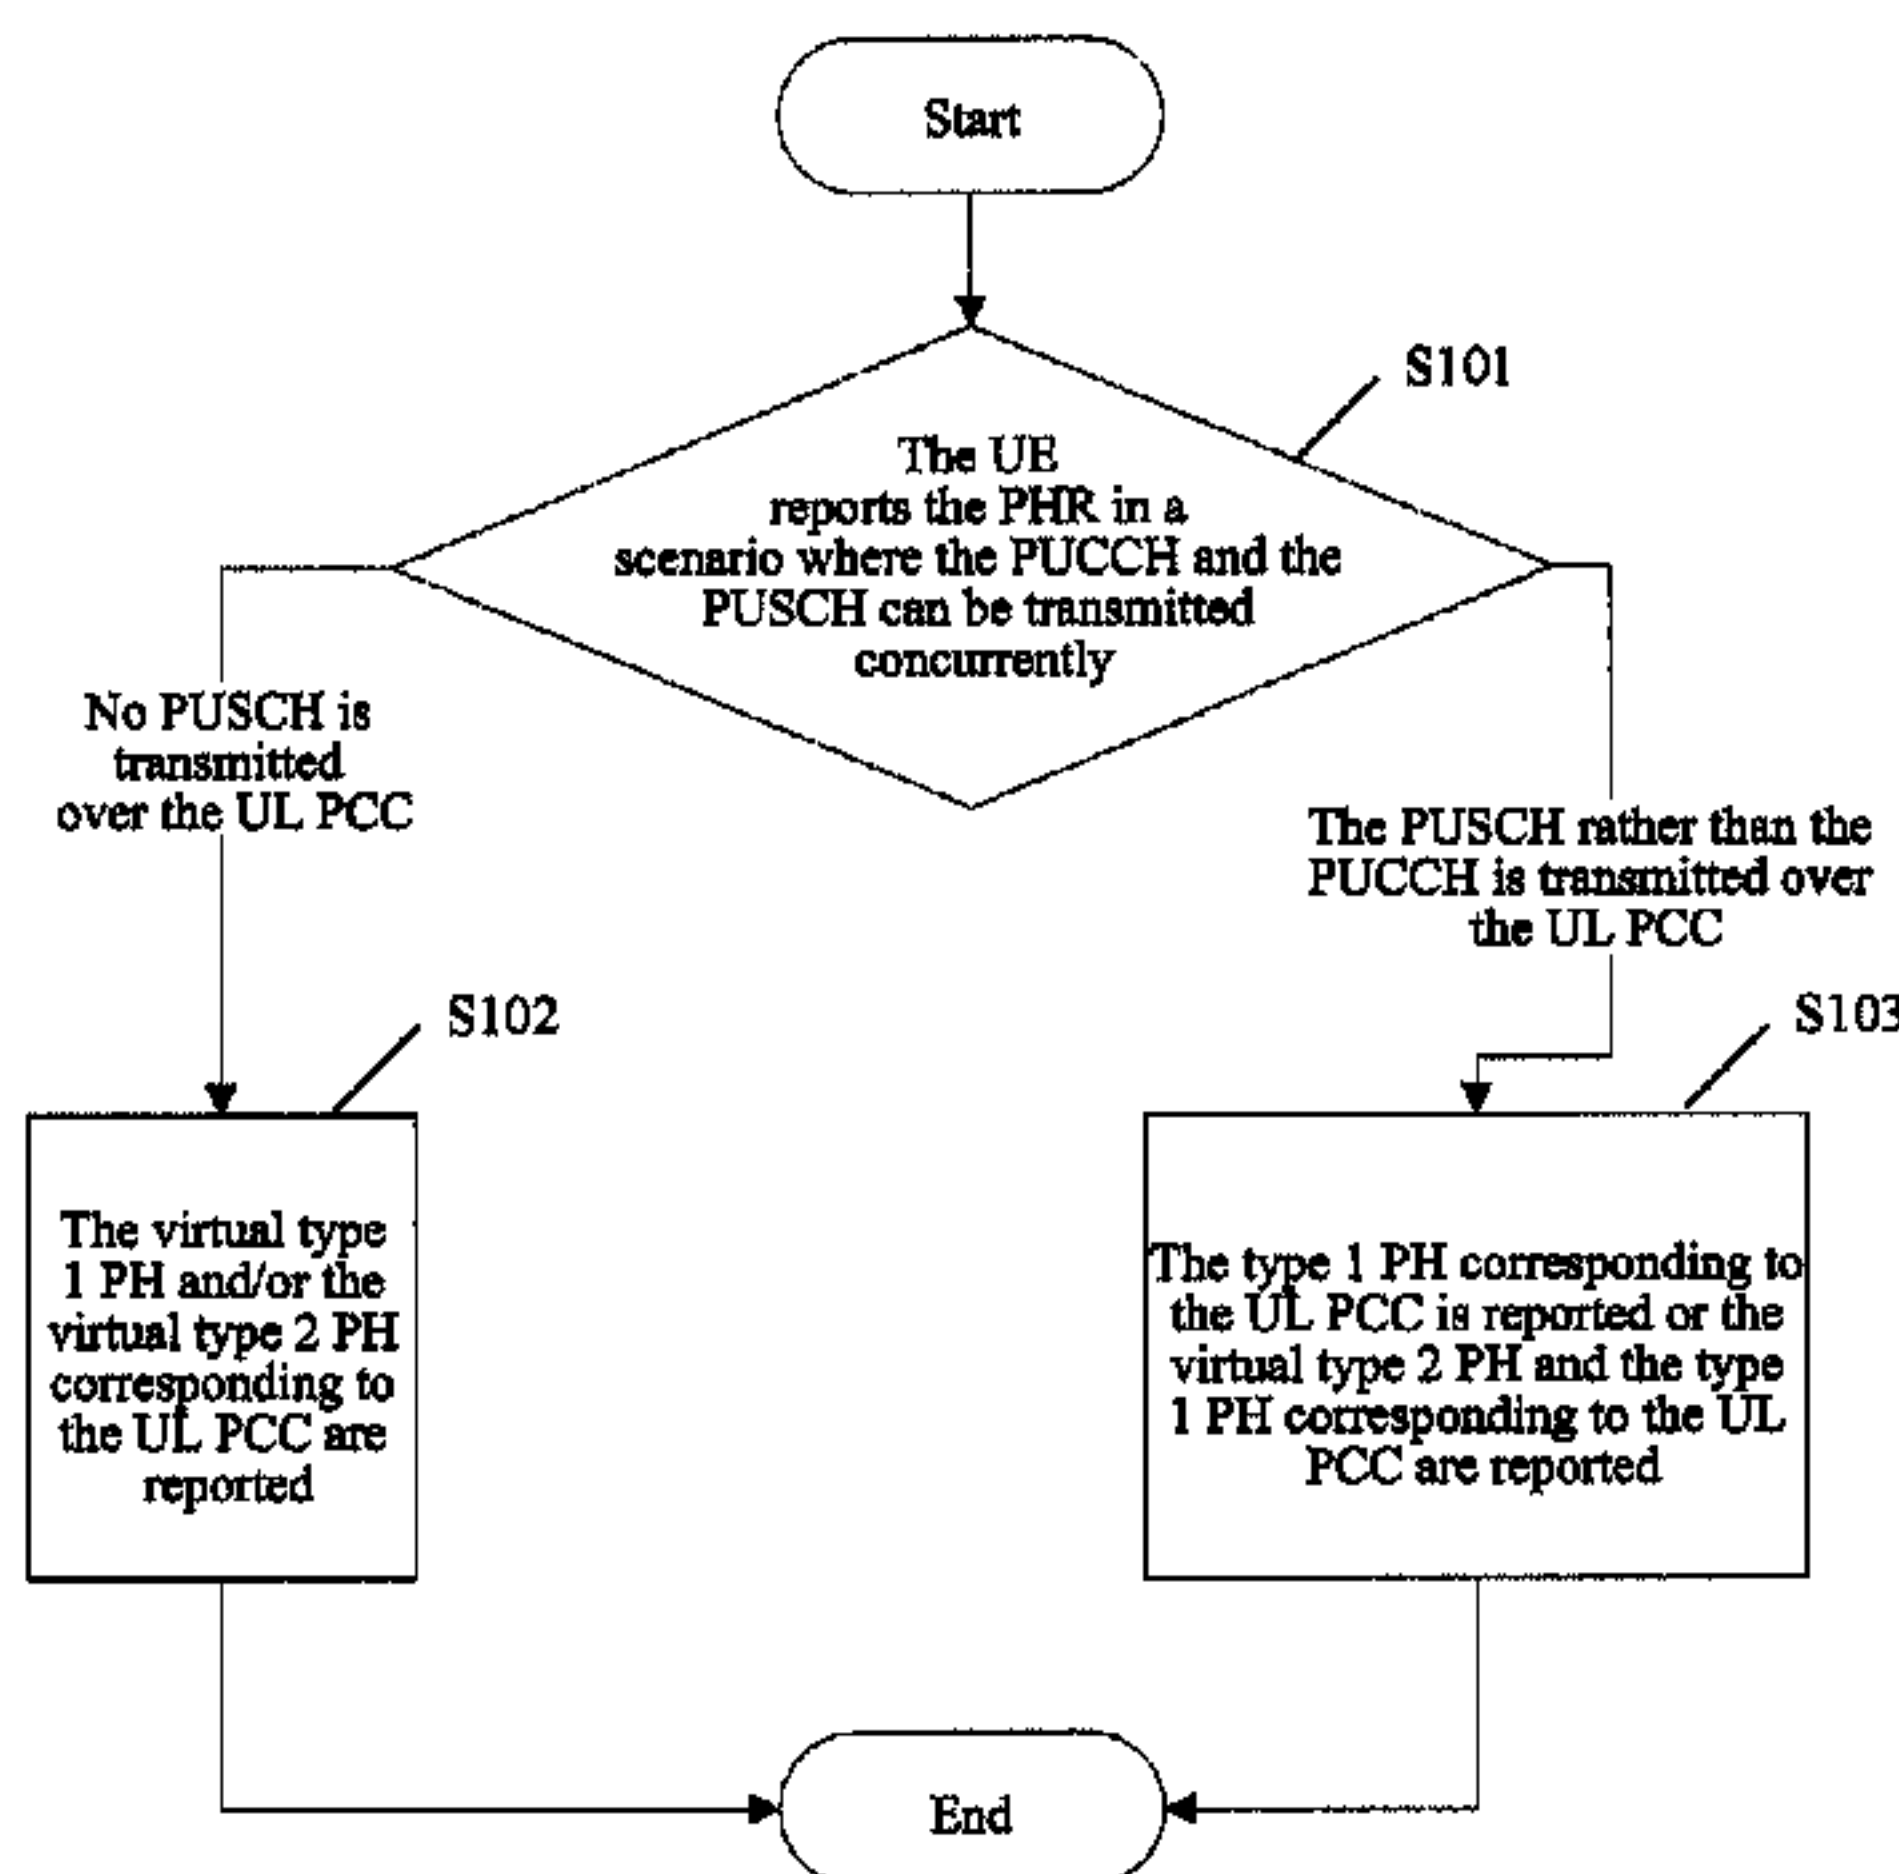 Start
S101
The UE
reports the PHR in a
scenario where the PUCCH and the
PUSCH can be transmitted
concurrently
No PUSCH is
transmitted
over the UL PCC
The PUSCH rather than the
PUCCH is transmitted over
the UL PCC
S102
S103
The virtual type
1 PH and/or the
virtual type 2 PH
corresponding to
the UL PCC are
reported
The type 1 PH corresponding to
the UL PCC is reported or the
virtual type 2 PH and the type
1 PH corresponding to the UL
PCC are reported
End